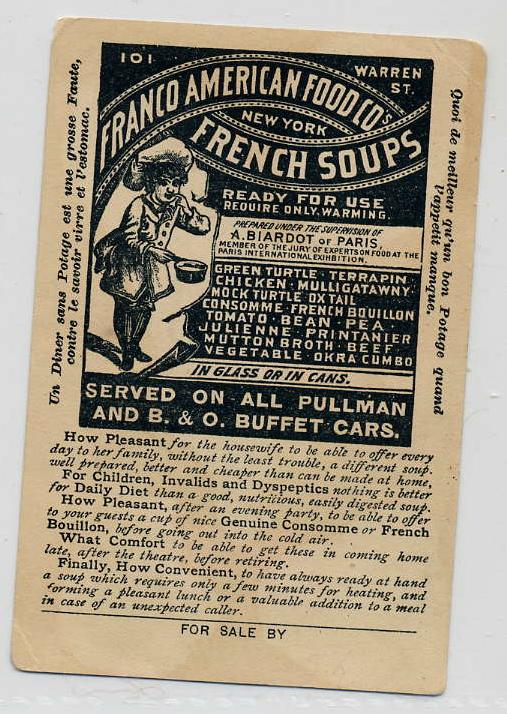 101 WARREN ST.
FRANCO AMERICAN FOOD CO'S
NEW YORK
FRENCH SOUPS
READY FOR USE
REQUIRE ONLY WARMING.
PREPARED UNDER THE SUPERVISION OF
A. BIARDOT OF PARIS,
MEMBER OF THE JURY OF EXPERTS ON FOOD AT THE
PARIS INTERNATIONAL EXHIBITION.
GREEN TURTLE · TERRAPIN
CHICKEN · MULLIGATAWNY
MOCK TURTLE · OX TAIL
CONSOMME · FRENCH BOUILLON
TOMATO · BEAN · PEA
JULIENNE · PRINTANIER
MUTTON BROTH · BEEF
VEGETABLE · OKRA GUMBO
IN GLASS OR IN CANS.
SERVED ON ALL PULLMAN
AND B. & O. BUFFET CARS.
Un Diner sans Potage est une grosse Faute,
contre le savoir virre et l'estomac.
Quoi de meilleur qu'un bon Potage quand
l'appetit manque.
How Pleasant for the housewife to be able to offer every
day to her family, without the least trouble, a different soup.
well prepared, better and cheaper than can be made at home,
For Children, Invalids and Dyspeptics nothing is better
for Daily Diet than a good, nutritious, easily digested soup.
How Pleasant, after an evening party, to be able to offer
to your guests a cup of nice Genuine Consomme or French
Bouillon, before going out into the cold air.
What Comfort to be able to get these in coming home
late, after the theatre, before retiring.
Finally, How Convenient, to have always ready at hand
a soup which requires only a few minutes for heating, and
forming a pleasant lunch or a valuable addition to a meal
in case of an unexpected caller.
FOR SALE BY